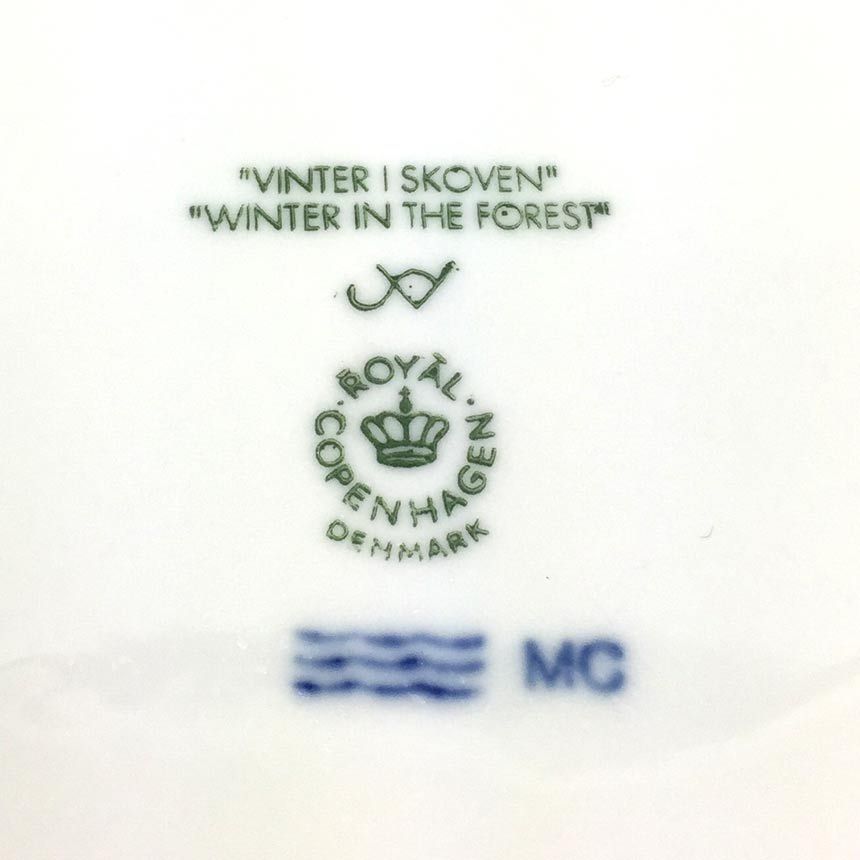 "VINTER I SKOVEN"
"WINTER IN THE FOREST"
ROYAL
COPENHAGEN
DENMARK
MC